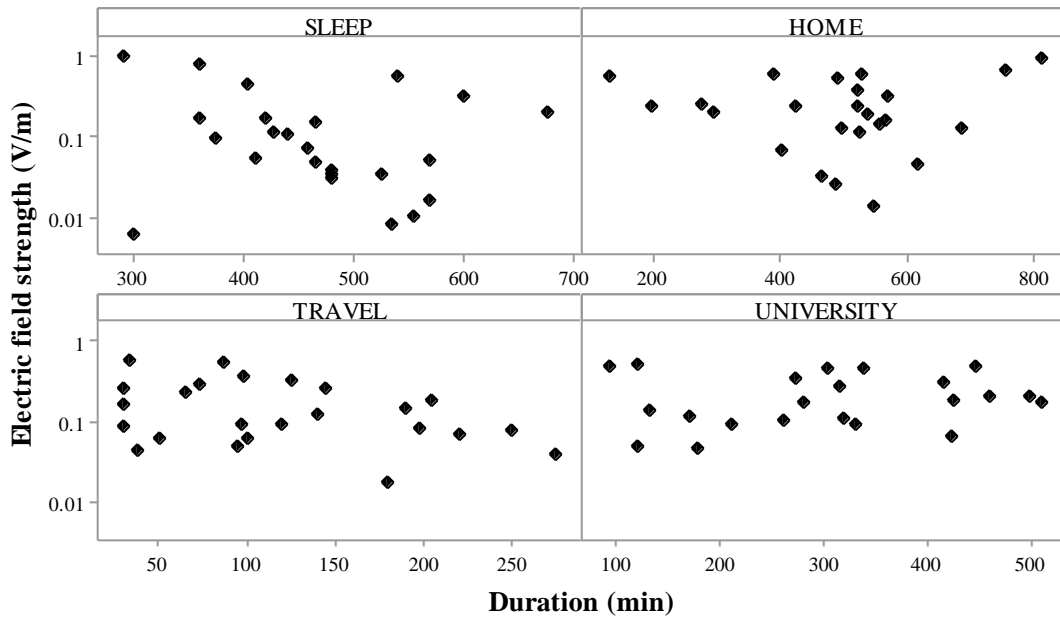 SLEEP HOME
1
0.1
0.01
300 400 500 600 700 200 400 600 800
TRAVEL UNIVERSITY
1
0.1
0.01
50 100 150 200 250 100 200 300 400 500
Electric field strength (V/m)
Duration (min)